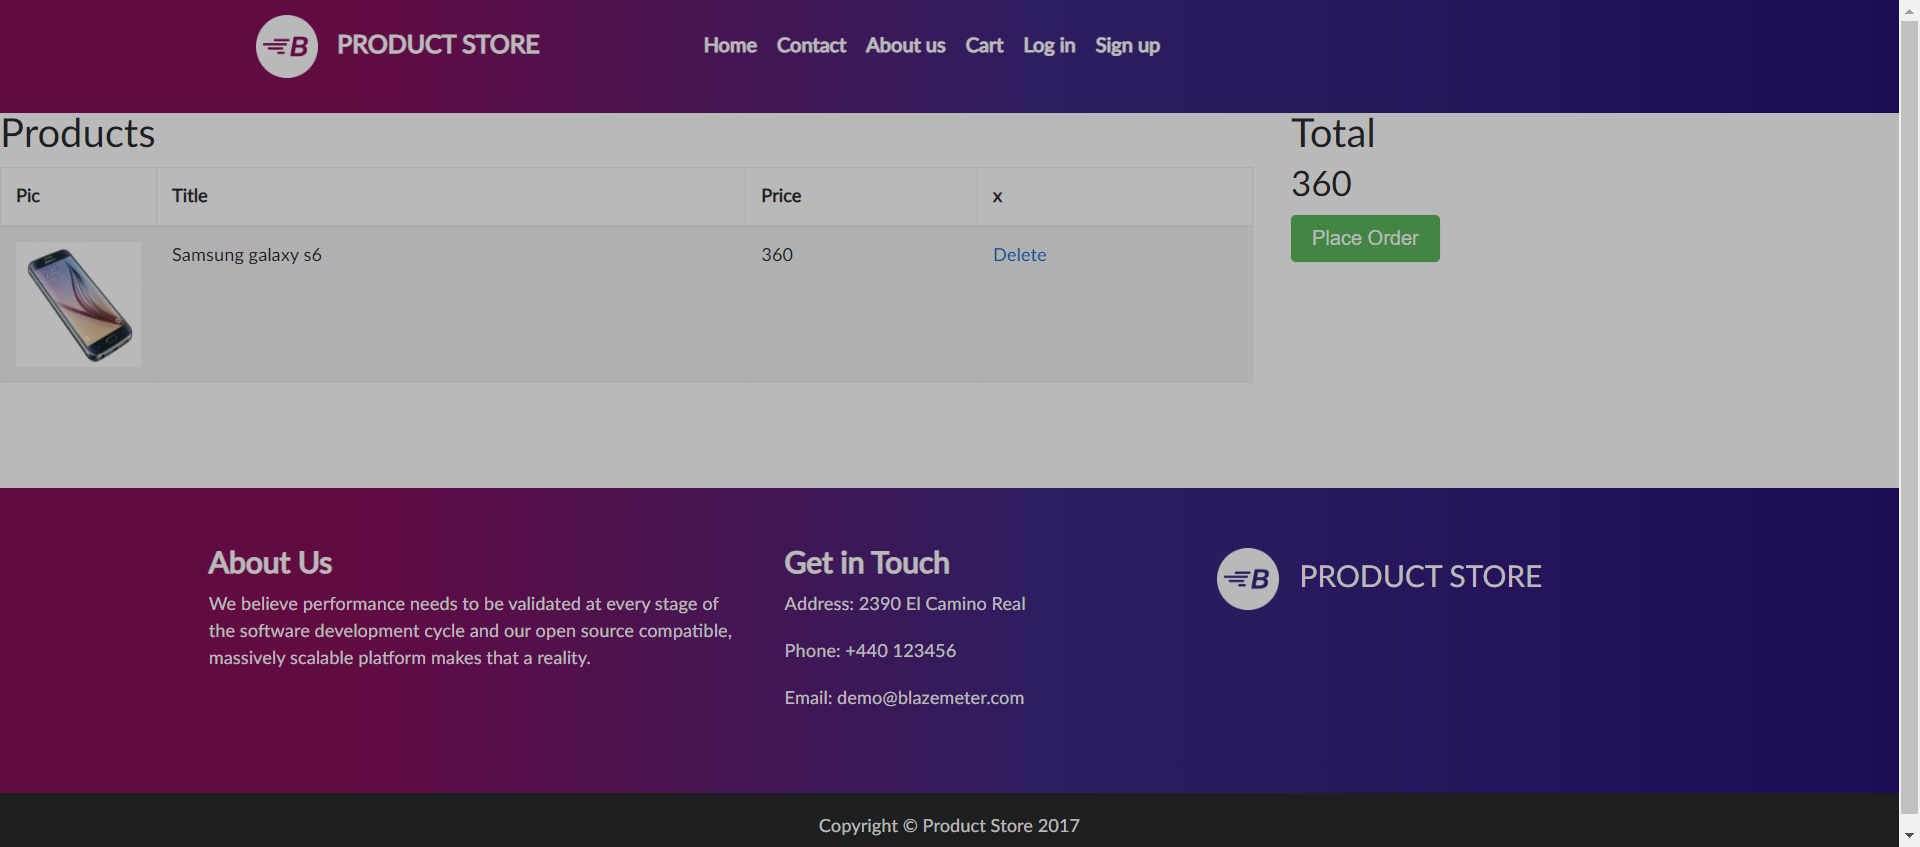 B PRODUCT STORE Home Contact About us Cart Log in Sign up
Products
Pic Title Price x
Samsung galaxy s6 360 Delete
Total
360
Place Order
About Us
We believe performance needs to be validated at every stage of
the software development cycle and our open source compatible,
massively scalable platform makes that a reality.
Get in Touch
Address: 2390 El Camino Real
Phone: +440 123456
Email: demo@blazemeter.com
B PRODUCT STORE
Copyright © Product Store 2017